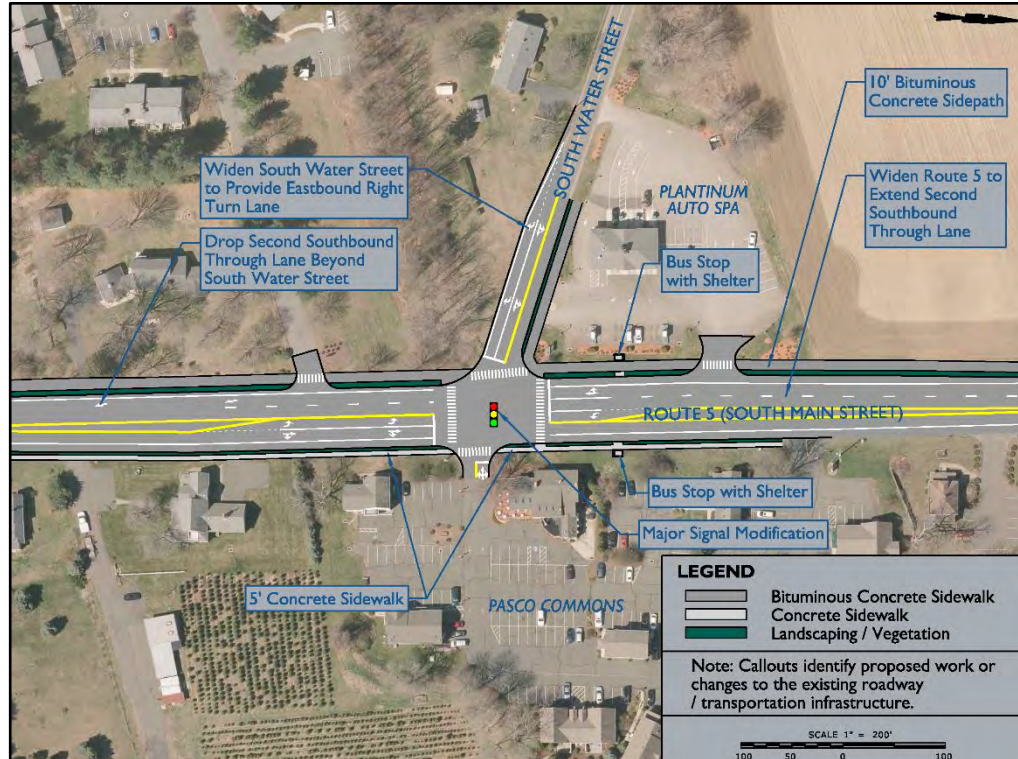 SOUTH WATER STREET
10' Bituminous
Concrete Sidepath
Widen South Water Street
to Provide Eastbound Right
Turn Lane
PLANTINUM
AUTO SPA
Widen Route 5 to
Extend Second
Southbound
Through Lane
Drop Second Southbound
Through Lane Beyond
South Water Street
Bus Stop
with Shelter
ROUTE 5 (SOUTH MAIN STREET)
Bus Stop with Shelter
Major Signal Modification
5' Concrete Sidewalk
PASCO COMMONS
LEGEND
Bituminous Concrete Sidewalk
Concrete Sidewalk
Landscaping / Vegetation
Note: Callouts identify proposed work or
changes to the existing roadway
/ transportation infrastructure.
SCALE 1" = 200'
100 50 0 100